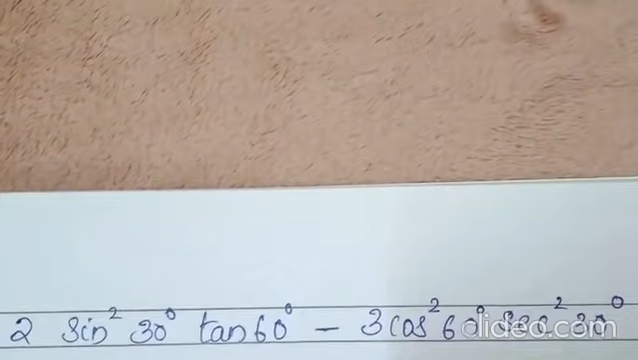 2 sin² 30° tan 60° − 3 cos² 60° sec² 30°